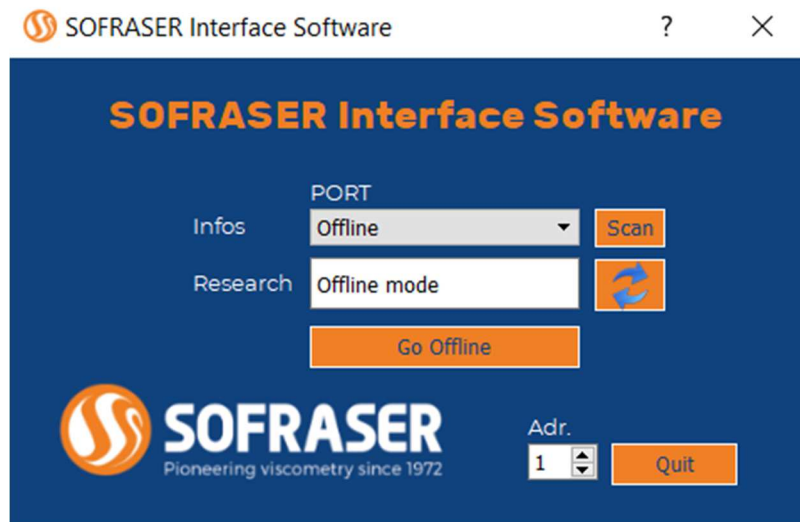 SOFRASER Interface Software ?
SOFRASER Interface Software
PORT
Infos Offline Scan
Research Offline mode
Go Offline
SOFRASER
Pioneering viscometry since 1972
Adr.
1 Quit